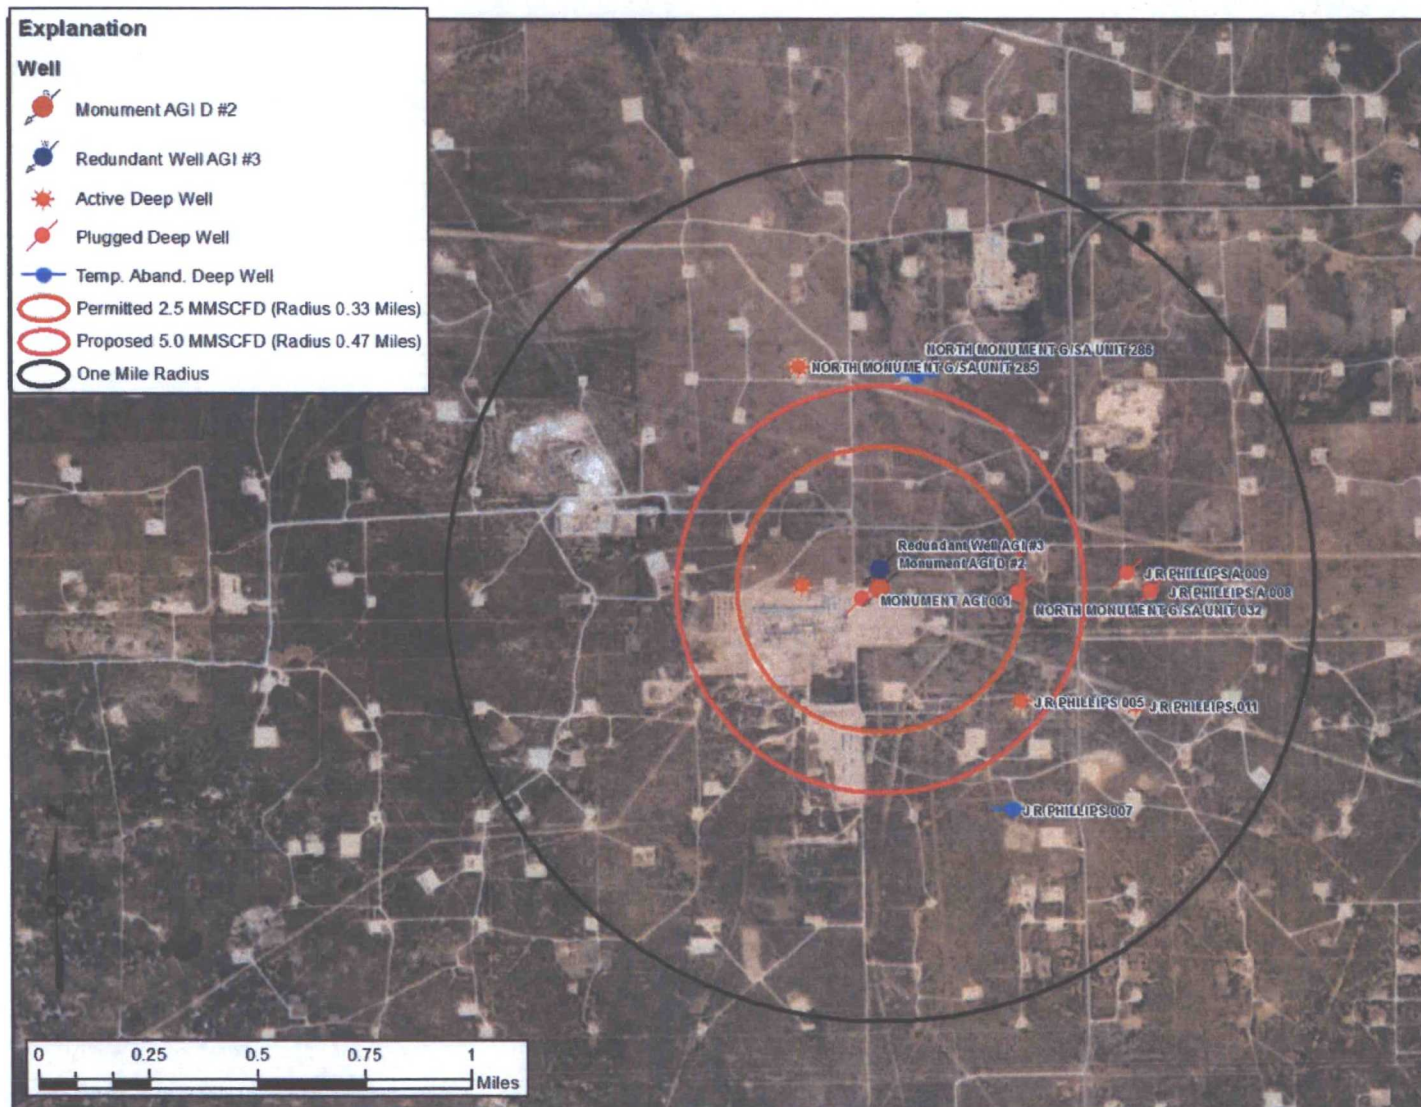 Explanation
Well
Monument AGI D #2
Redundant Well AGI #3
Active Deep Well
Plugged Deep Well
Temp. Aband. Deep Well
Permitted 2.5 MMSCFD (Radius 0.33 Miles)
Proposed 5.0 MMSCFD (Radius 0.47 Miles)
One Mile Radius
NORTH MONUMENT G/SA UNIT 286
NORTH MONUMENT G/SA UNIT 285
Redundant Well AGI #3
Monument AGI D #2
MONUMENT AGI 001
J R PHILLIPS A 009
J R PHILLIPS A 008
NORTH MONUMENT G/SA UNIT 032
J R PHILLIPS 005
J R PHILLIPS 011
J R PHILLIPS 007
0 0.25 0.5 0.75 1
Miles